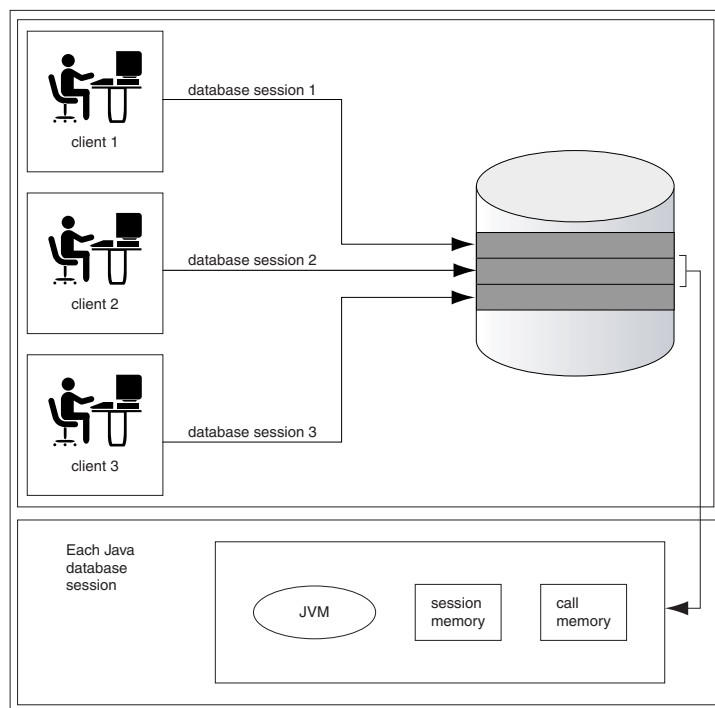 database session 1
client 1
database session 2
client 2
database session 3
client 3
Each Java
database
session
JVM
session
memory
call
memory